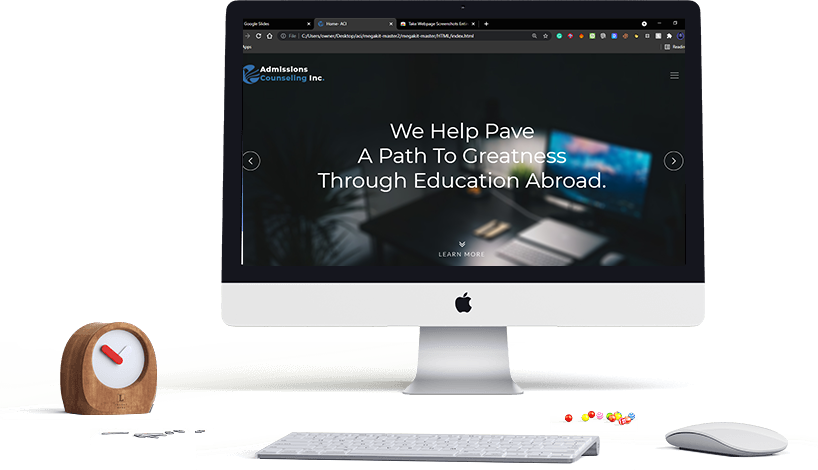 Google Slides
Home- ACI
Take Webpage Screenshots Entir
File
C:/Users/owner/Desktop/aci/megakit-master2/megakit-master/HTML/index.html
Apps
Readin
Admissions
Counseling Inc.
We Help Pave
A Path To Greatness
Through Education Abroad.
LEARN MORE